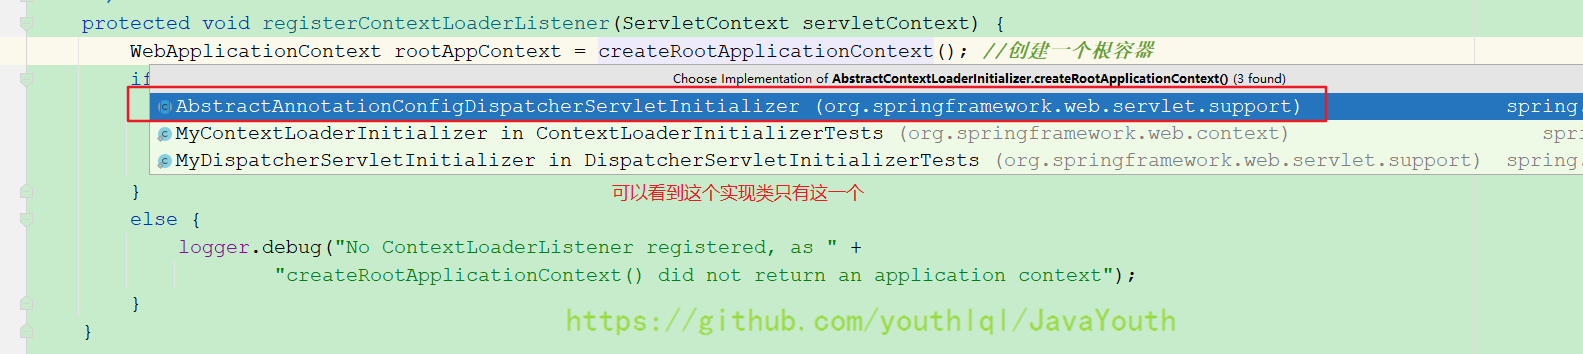 protected void registerContextLoaderListener(ServletContext servletContext) {
WebApplicationContext rootAppContext = createRootApplicationContext(); //创建一个根容器
if
Choose Implementation of AbstractContextLoaderInitializer.createRootApplicationContext() (3 found)
AbstractAnnotationConfigDispatcherServletInitializer (org.springframework.web.servlet.support) spring.
MyContextLoaderInitializer in ContextLoaderInitializerTests (org.springframework.web.context) spri
MyDispatcherServletInitializer in DispatcherServletInitializerTests (org.springframework.web.servlet.support) spring.
}
可以看到这个实现类只有这一个
else {
logger.debug("No ContextLoaderListener registered, as " +
"createRootApplicationContext() did not return an application context");
}
https://github.com/youthlql/JavaYouth
}